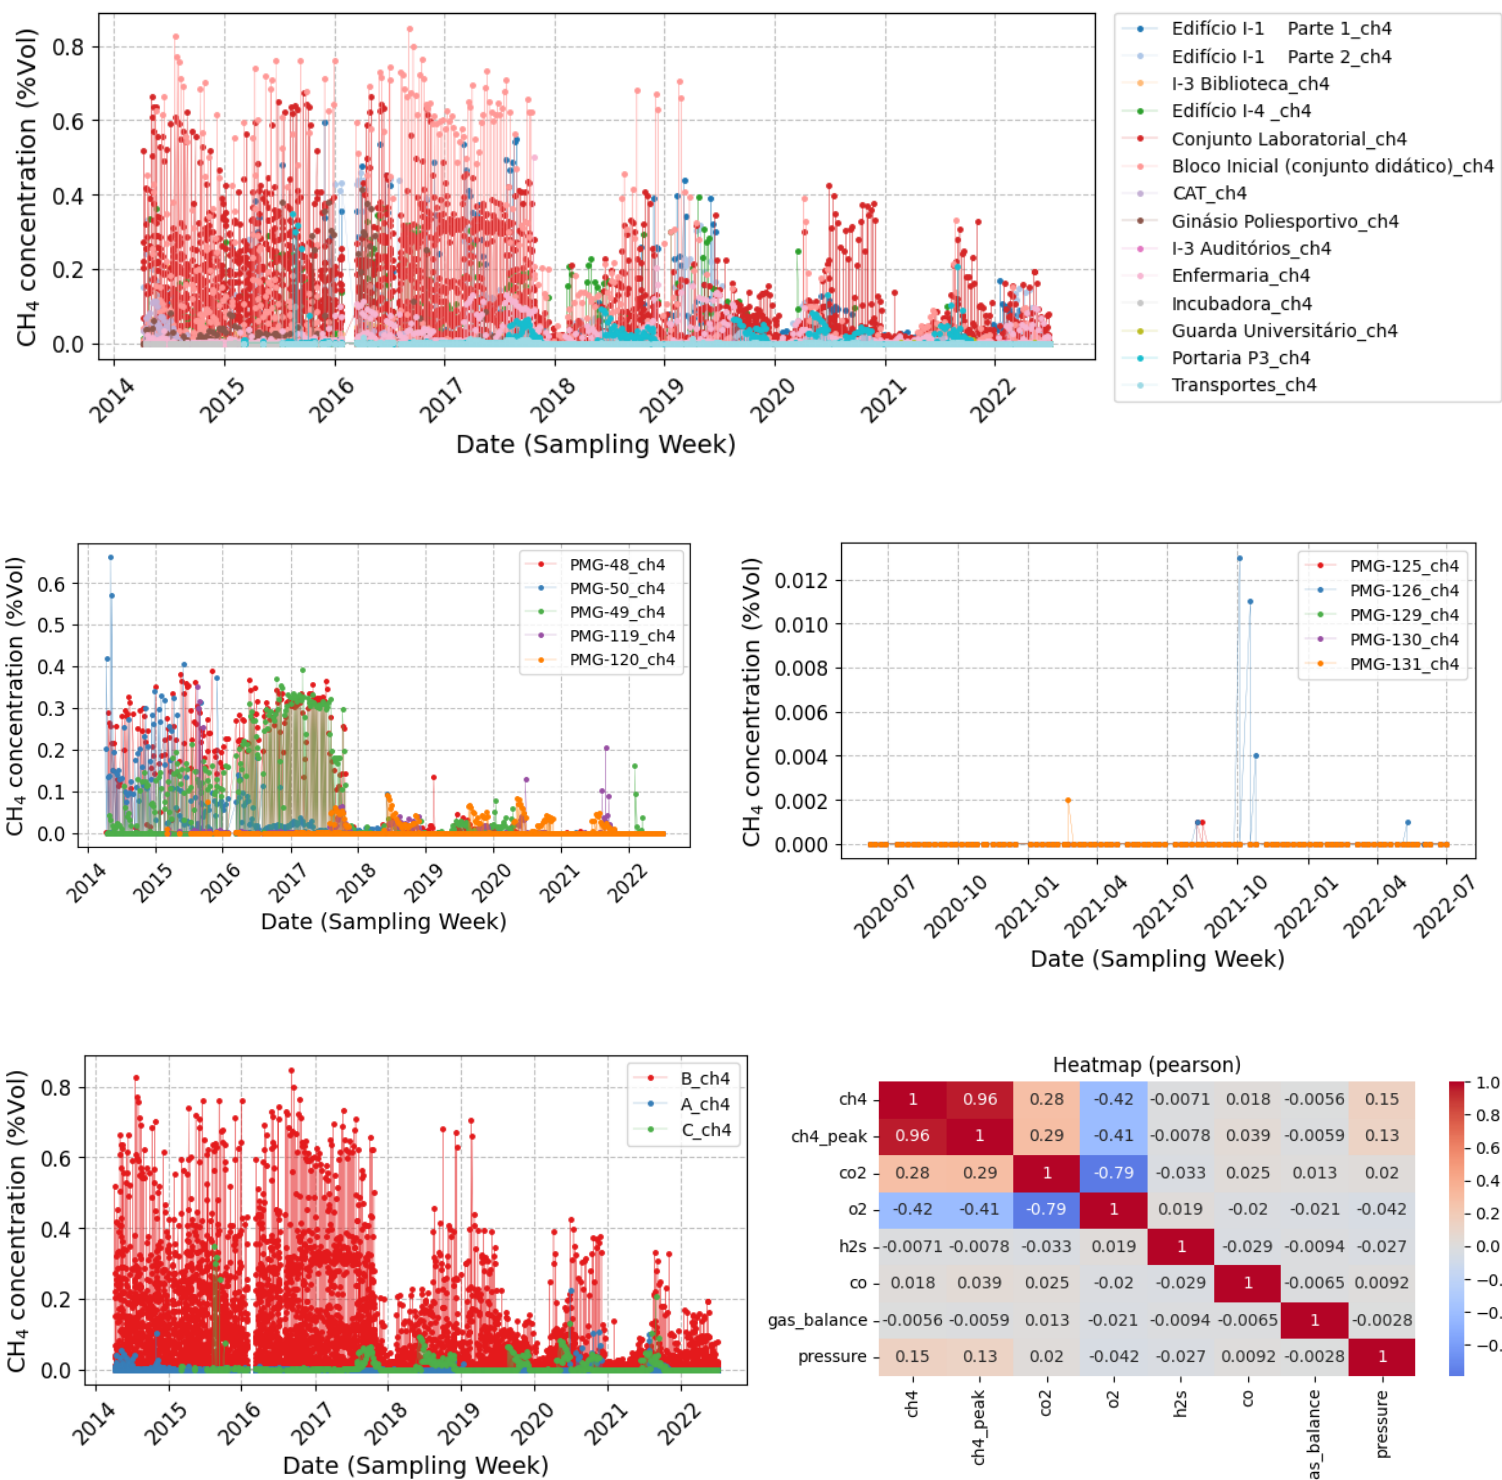 CH₄ concentration (%Vol)
0.8
0.6
0.4
0.2
0.0
2014
2015
2016
2017
2018
2019
2020
2021
2022
Date (Sampling Week)
Edifício I-1    Parte 1_ch4
Edifício I-1    Parte 2_ch4
I-3 Biblioteca_ch4
Edifício I-4 _ch4
Conjunto Laboratorial_ch4
Bloco Inicial (conjunto didático)_ch4
CAT_ch4
Ginásio Poliesportivo_ch4
I-3 Auditórios_ch4
Enfermaria_ch4
Incubadora_ch4
Guarda Universitário_ch4
Portaria P3_ch4
Transportes_ch4
CH₄ concentration (%Vol)
0.6
0.5
0.4
0.3
0.2
0.1
0.0
2014
2015
2016
2017
2018
2019
2020
2021
2022
Date (Sampling Week)
PMG-48_ch4
PMG-50_ch4
PMG-49_ch4
PMG-119_ch4
PMG-120_ch4
CH₄ concentration (%Vol)
0.012
0.010
0.008
0.006
0.004
0.002
0.000
2020-07
2020-10
2021-01
2021-04
2021-07
2021-10
2022-01
2022-04
2022-07
Date (Sampling Week)
PMG-125_ch4
PMG-126_ch4
PMG-129_ch4
PMG-130_ch4
PMG-131_ch4
CH₄ concentration (%Vol)
0.8
0.6
0.4
0.2
0.0
2014
2015
2016
2017
2018
2019
2020
2021
2022
Date (Sampling Week)
B_ch4
A_ch4
C_ch4
Heatmap (pearson)
ch4 1 0.96 0.28 -0.42 -0.0071 0.018 -0.0056 0.15
ch4_peak 0.96 1 0.29 -0.41 -0.0078 0.039 -0.0059 0.13
co2 0.28 0.29 1 -0.79 -0.033 0.025 0.013 0.02
o2 -0.42 -0.41 -0.79 1 0.019 -0.02 -0.021 -0.042
h2s -0.0071 -0.0078 -0.033 0.019 1 -0.029 -0.0094 -0.027
co 0.018 0.039 0.025 -0.02 -0.029 1 -0.0065 0.0092
gas_balance -0.0056 -0.0059 0.013 -0.021 -0.0094 -0.0065 1 -0.0028
pressure 0.15 0.13 0.02 -0.042 -0.027 0.0092 -0.0028 1
ch4
ch4_peak
co2
o2
h2s
co
as_balance
pressure
1.0
0.8
0.6
0.4
0.2
0.0
-0.
-0.
-0.